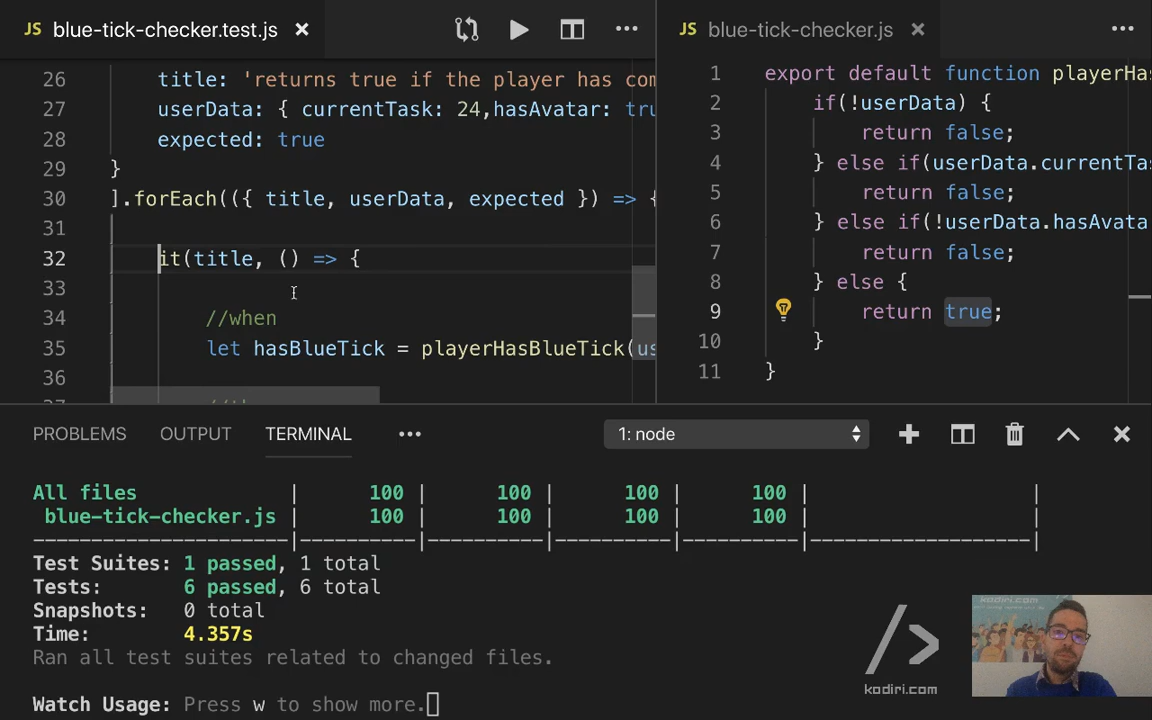 JS blue-tick-checker.test.js
26 title: 'returns true if the player has com
27 userData: { currentTask: 24,hasAvatar: tru
28 expected: true
29 }
30 ].forEach(({ title, userData, expected }) => {
31
32 it(title, () => {
33
34 //when
35 let hasBlueTick = playerHasBlueTick(us
36
JS blue-tick-checker.js
1 export default function playerHas
2 if(!userData) {
3 return false;
4 } else if(userData.currentTas
5 return false;
6 } else if(!userData.hasAvata
7 return false;
8 } else {
9 return true;
10 }
11 }
PROBLEMS OUTPUT TERMINAL 1: node
All files | 100 | 100 | 100 | 100 | |
blue-tick-checker.js | 100 | 100 | 100 | 100 | |
Test Suites: 1 passed, 1 total
Tests: 6 passed, 6 total
Snapshots: 0 total
Time: 4.357s
Ran all test suites related to changed files.
Watch Usage: Press w to show more.
kodiri.com
kodiri.com